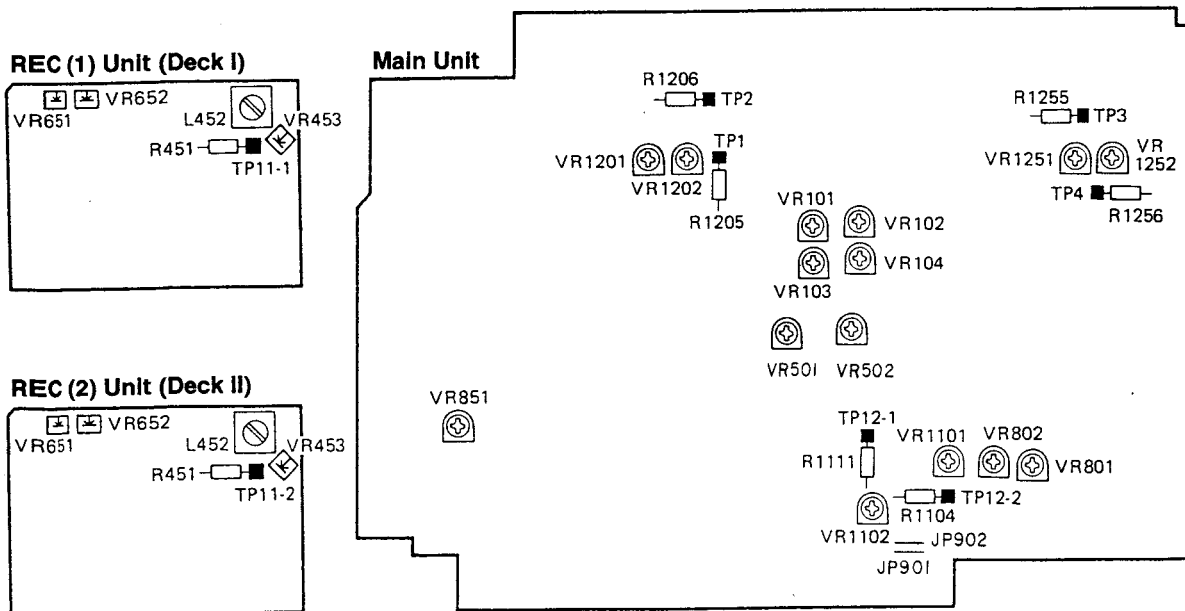 REC (1) Unit (Deck I)
VR651
VR652
L452
VR453
R451
TP11-1
REC (2) Unit (Deck II)
VR651
VR652
L452
VR453
R451
TP11-2
Main Unit
R1206
TP2
R1255
TP3
TP1
VR1201
VR1202
R1205
VR1251
VR
1252
TP4
R1256
VR101
VR102
VR104
VR103
VR501
VR502
VR851
TP12-1
VR1101
VR802
R1111
VR801
TP12-2
R1104
VR1102
JP902
JP901